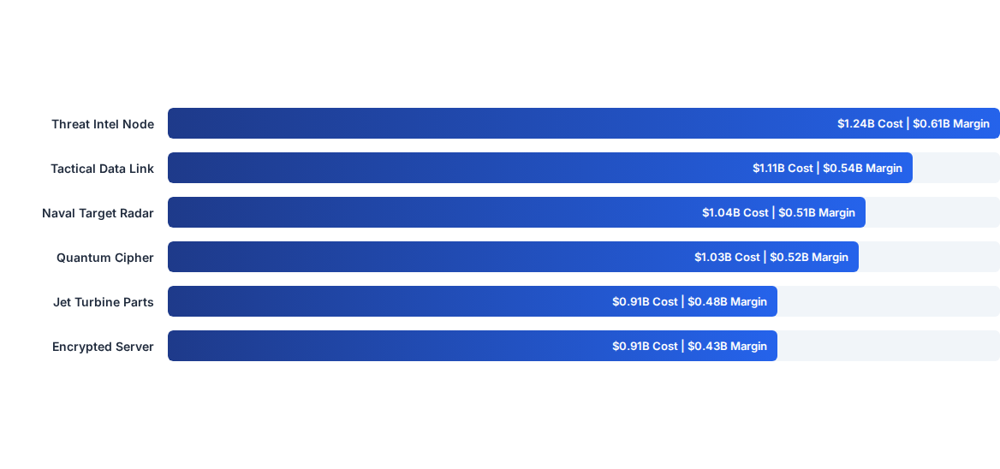 Threat Intel Node $1.24B Cost | $0.61B Margin
Tactical Data Link $1.11B Cost | $0.54B Margin
Naval Target Radar $1.04B Cost | $0.51B Margin
Quantum Cipher $1.03B Cost | $0.52B Margin
Jet Turbine Parts $0.91B Cost | $0.48B Margin
Encrypted Server $0.91B Cost | $0.43B Margin